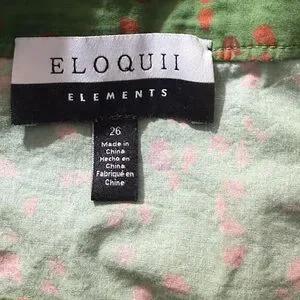 ELOQUII
ELEMENTS
26
Made in
China
Hecho en
China
Fabriqué en
Chine